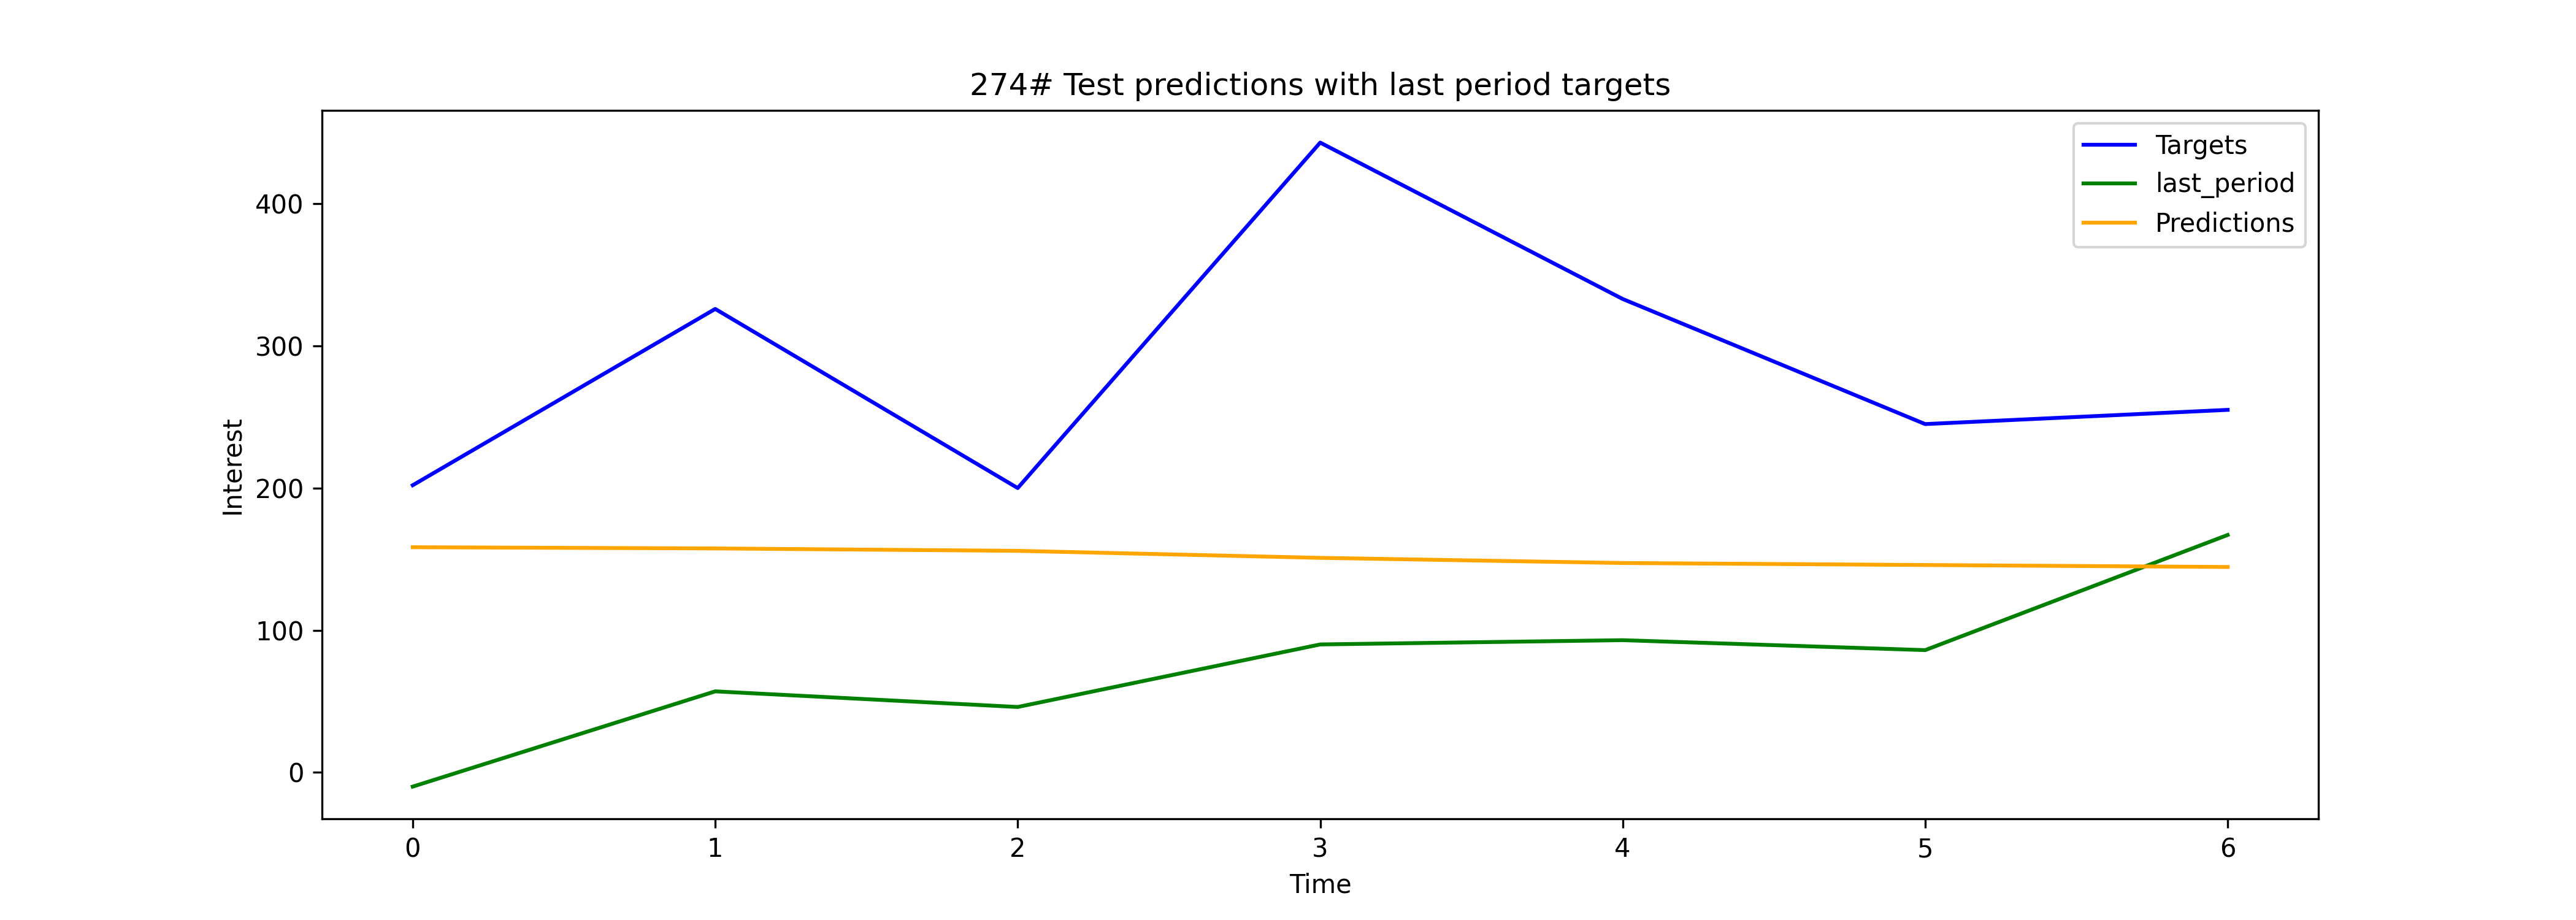 274# Test predictions with last period targets
Targets
last_period
Predictions
400
300
200
100
0
Interest
0 1 2 3 4 5 6
Time